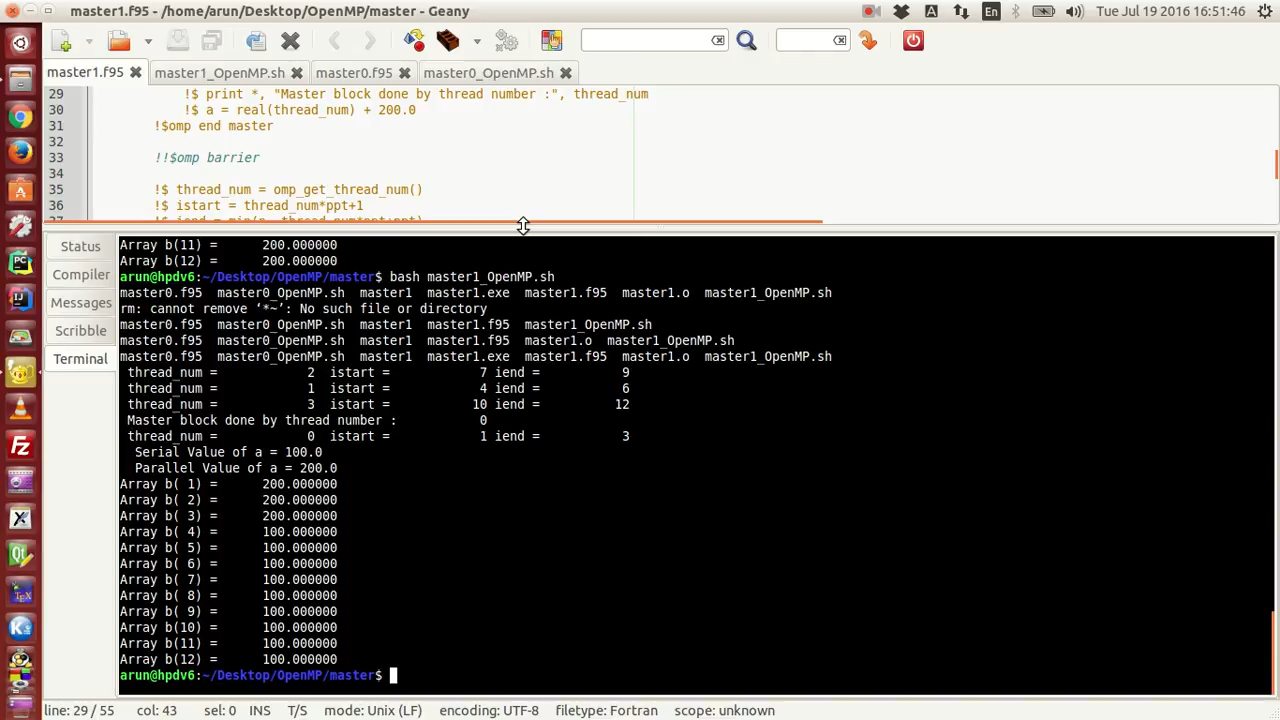 master1.f95 - /home/arun/Desktop/OpenMP/master - Geany
En
Tue Jul 19 2016 16:51:46
master1.f95
master1_OpenMP.sh
master0.f95
master0_OpenMP.sh
29 !$ print *, "Master block done by thread number :", thread_num
30 !$ a = real(thread_num) + 200.0
31 !$omp end master
32
33 !!$omp barrier
34
35 !$ thread_num = omp_get_thread_num()
36 !$ istart = thread_num*ppt+1
37 !$ iend = min(n, thread_num*ppt+ppt)
Status
Compiler
Messages
Scribble
Terminal
Array b(11) = 200.000000
Array b(12) = 200.000000
arun@hpdv6:~/Desktop/OpenMP/master$ bash master1_OpenMP.sh
master0.f95 master0_OpenMP.sh master1 master1.exe master1.f95 master1.o master1_OpenMP.sh
rm: cannot remove ‘*~’: No such file or directory
master0.f95 master0_OpenMP.sh master1 master1.f95 master1_OpenMP.sh
master0.f95 master0_OpenMP.sh master1 master1.f95 master1.o master1_OpenMP.sh
master0.f95 master0_OpenMP.sh master1 master1.exe master1.f95 master1.o master1_OpenMP.sh
thread_num = 2 istart = 7 iend = 9
thread_num = 1 istart = 4 iend = 6
thread_num = 3 istart = 10 iend = 12
Master block done by thread number : 0
thread_num = 0 istart = 1 iend = 3
Serial Value of a = 100.0
Parallel Value of a = 200.0
Array b( 1) = 200.000000
Array b( 2) = 200.000000
Array b( 3) = 200.000000
Array b( 4) = 100.000000
Array b( 5) = 100.000000
Array b( 6) = 100.000000
Array b( 7) = 100.000000
Array b( 8) = 100.000000
Array b( 9) = 100.000000
Array b(10) = 100.000000
Array b(11) = 100.000000
Array b(12) = 100.000000
arun@hpdv6:~/Desktop/OpenMP/master$
line: 29 / 55 col: 43 sel: 0 INS T/S mode: Unix (LF) encoding: UTF-8 filetype: Fortran scope: unknown